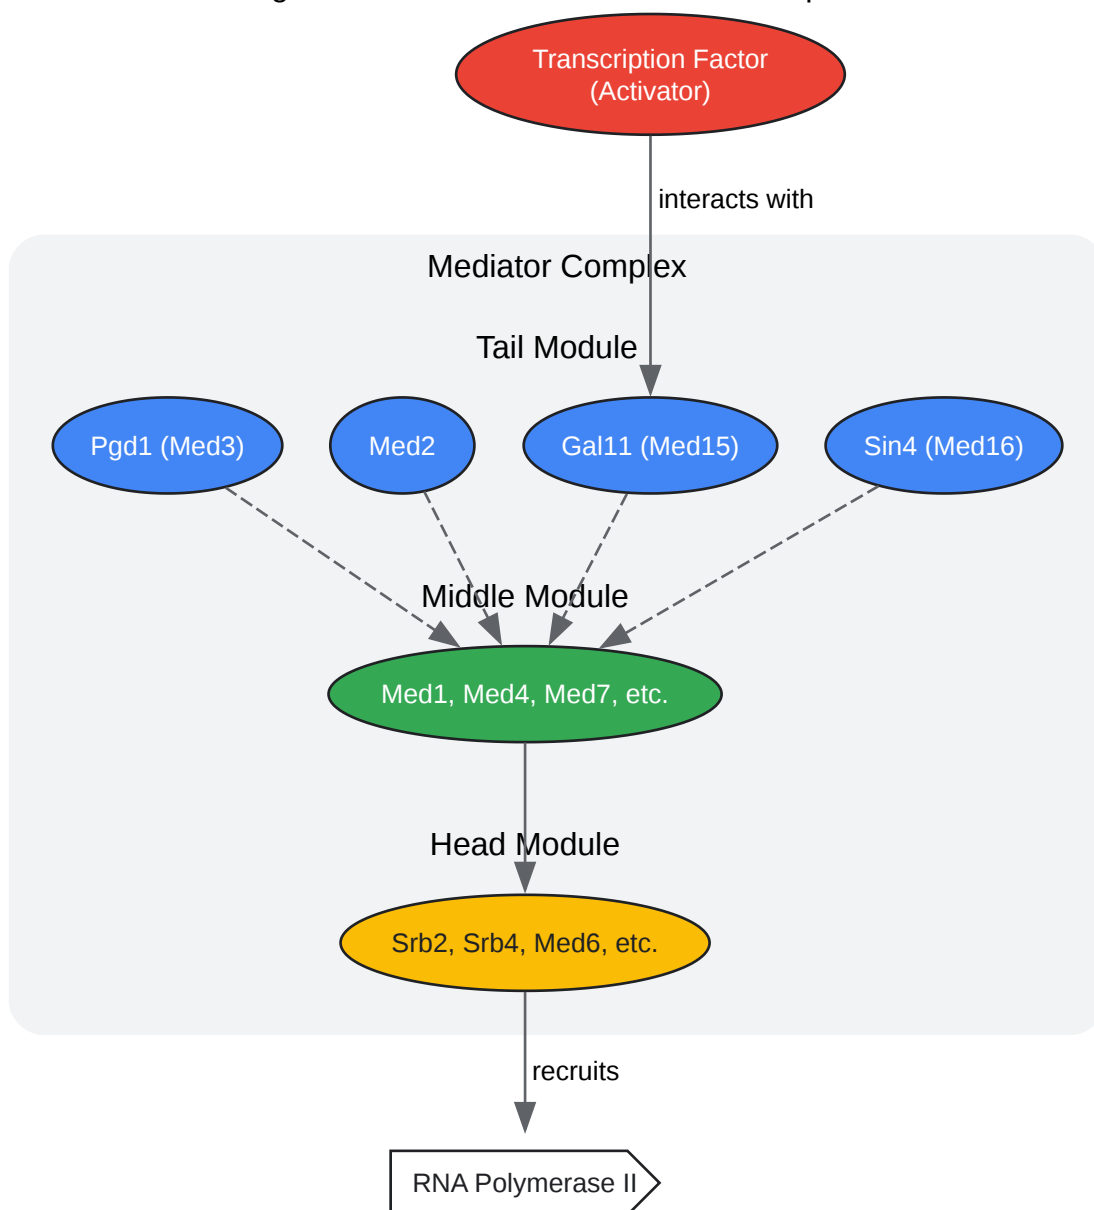 Transcription Factor
(Activator)
interacts with
Mediator Complex
Tail Module
Pgd1 (Med3)
Med2
Gal11 (Med15)
Sin4 (Med16)
Middle Module
Med1, Med4, Med7, etc.
Head Module
Srb2, Srb4, Med6, etc.
recruits
RNA Polymerase II